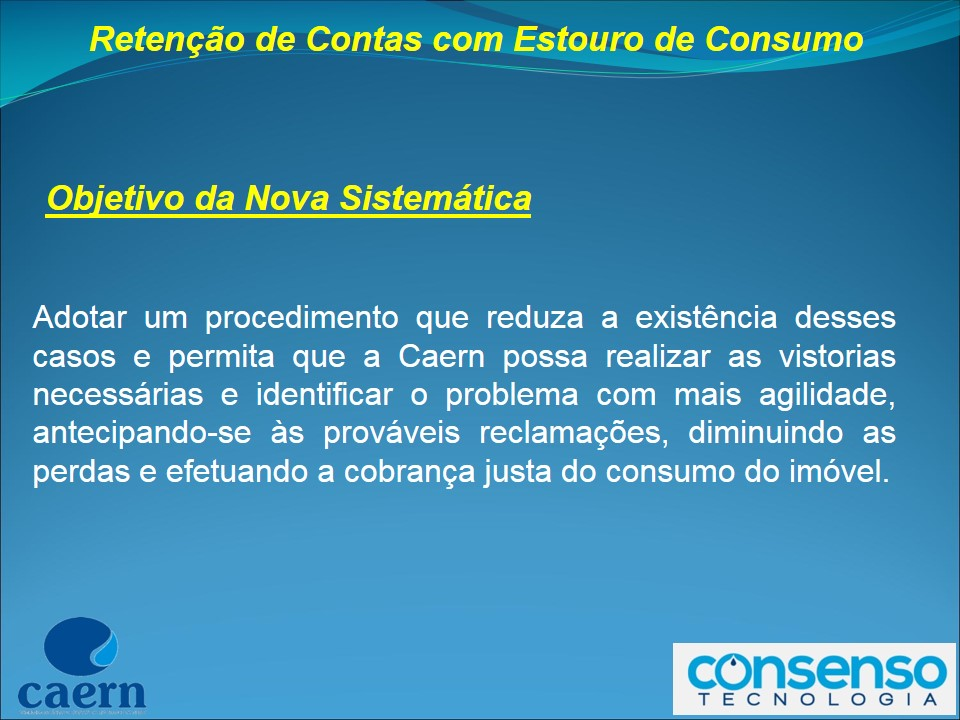 Retenção de Contas com Estouro de Consumo
Objetivo da Nova Sistemática
Adotar um procedimento que reduza a existência desses
casos e permita que a Caern possa realizar as vistorias
necessárias e identificar o problema com mais agilidade,
antecipando-se às prováveis reclamações, diminuindo as
perdas e efetuando a cobrança justa do consumo do imóvel.
caern
consenso
TECNOLOGIA